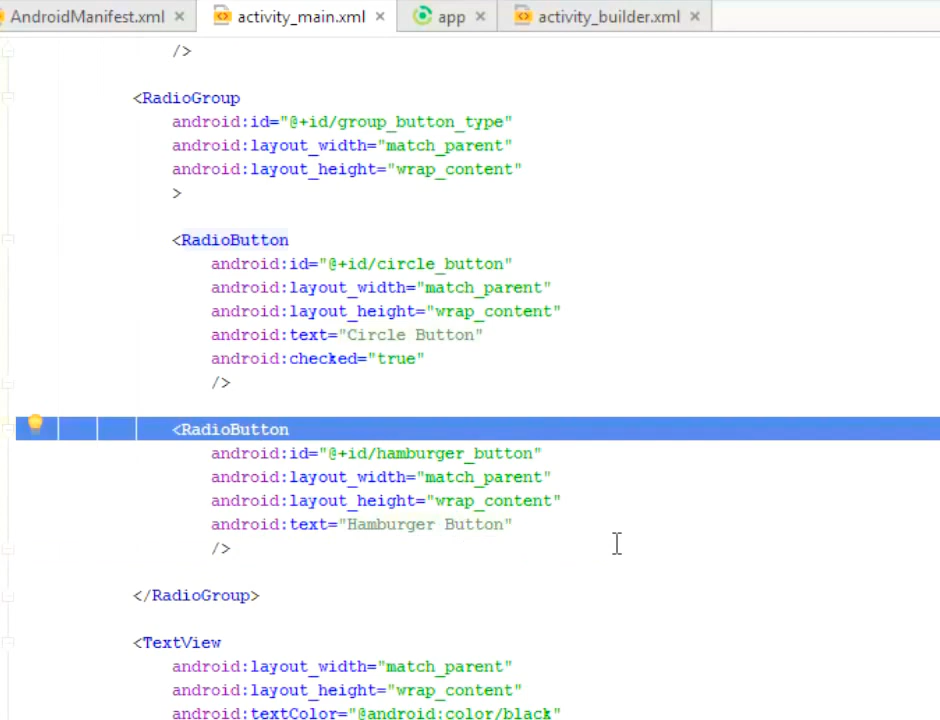 AndroidManifest.xml activity_main.xml app activity_builder.xml
/>
<RadioGroup
android:id="@+id/group_button_type"
android:layout_width="match_parent"
android:layout_height="wrap_content"
>
<RadioButton
android:id="@+id/circle_button"
android:layout_width="match_parent"
android:layout_height="wrap_content"
android:text="Circle Button"
android:checked="true"
/>
<RadioButton
android:id="@+id/hamburger_button"
android:layout_width="match_parent"
android:layout_height="wrap_content"
android:text="Hamburger Button"
/>
</RadioGroup>
<TextView
android:layout_width="match_parent"
android:layout_height="wrap_content"
android:textColor="@android:color/black"